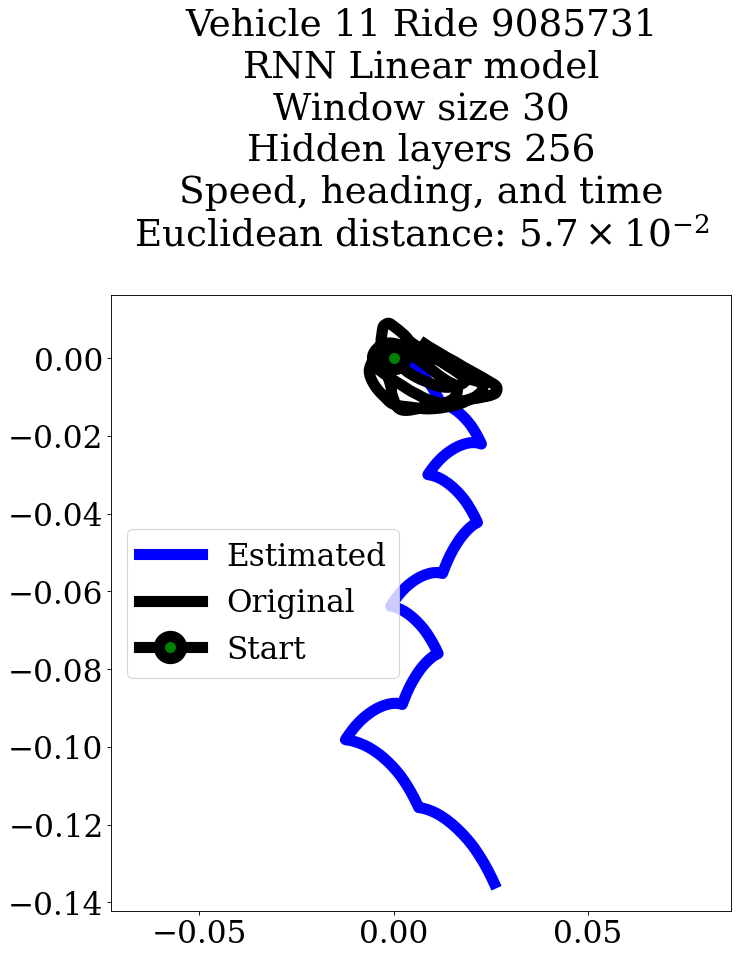 Vehicle 11 Ride 9085731
RNN Linear model
Window size 30
Hidden layers 256
Speed, heading, and time
Euclidean distance: 5.7 × 10⁻²
0.00
−0.02
−0.04
−0.06
−0.08
−0.10
−0.12
−0.14
Estimated
Original
Start
−0.05 0.00 0.05